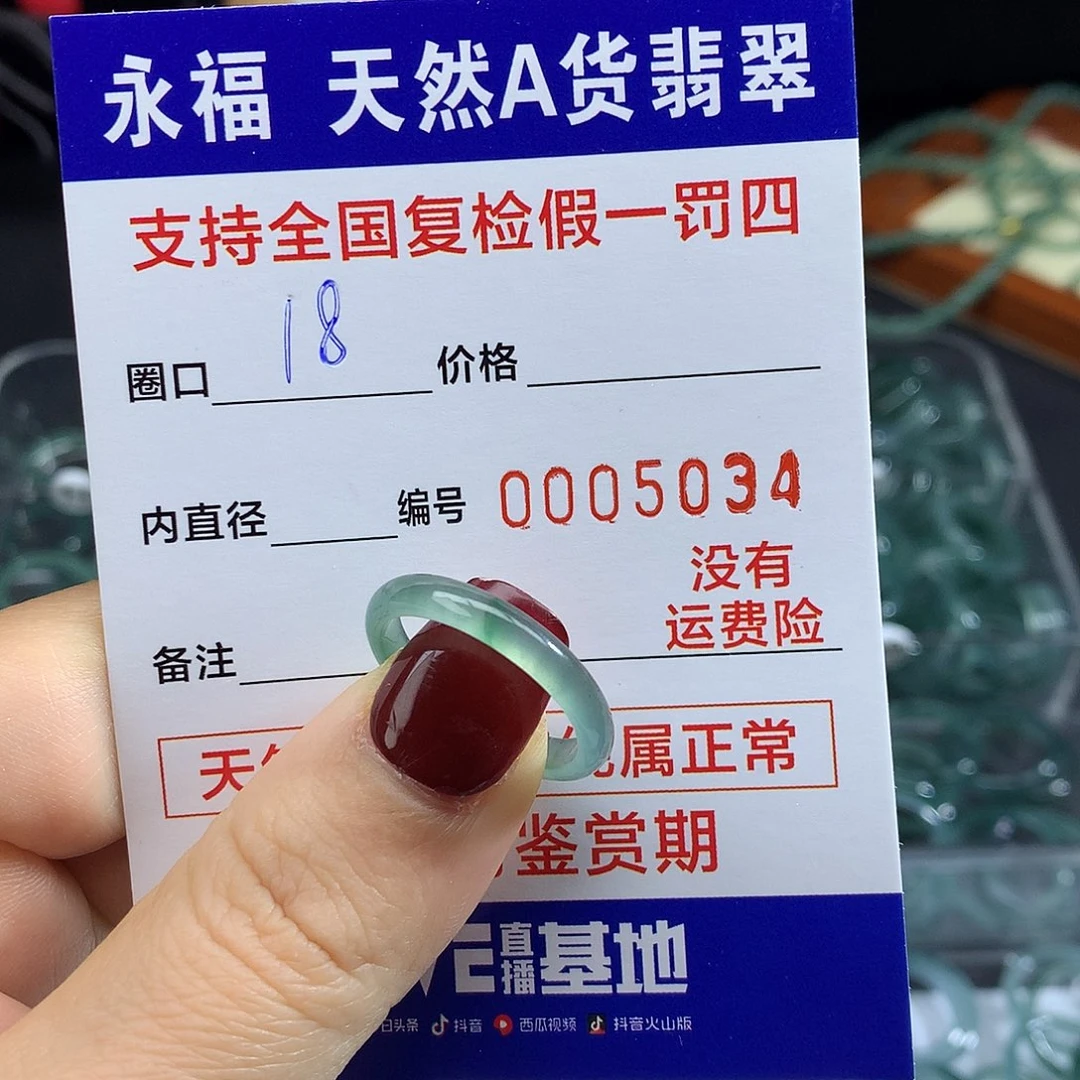 永福 天然A货翡翠
支持全国复检假一罚四
圈口 18 价格
内直径 编号 0005034
没有
运费险
备注
天 属正常
鉴赏期
直播基地
头条 抖音 西瓜视频 抖音火山版